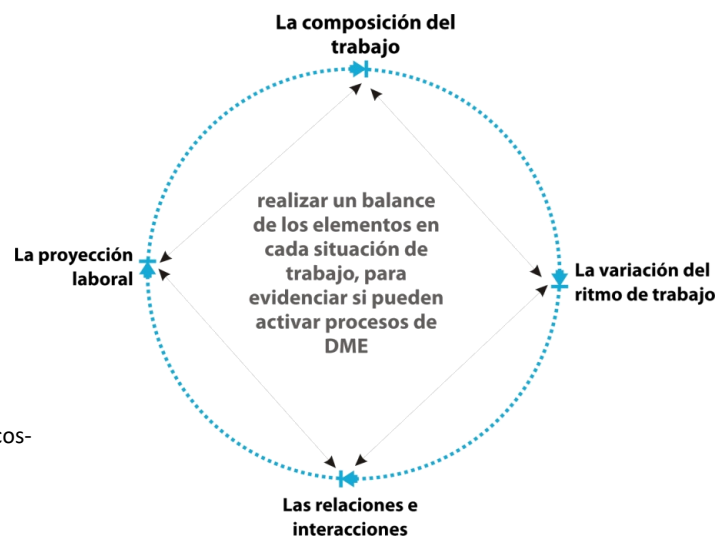 La composición del
trabajo
realizar un balance
de los elementos en
cada situación de
trabajo, para
evidenciar si pueden
activar procesos de
DME
La proyección
laboral
La variación del
ritmo de trabajo
cos-
Las relaciones e
interacciones